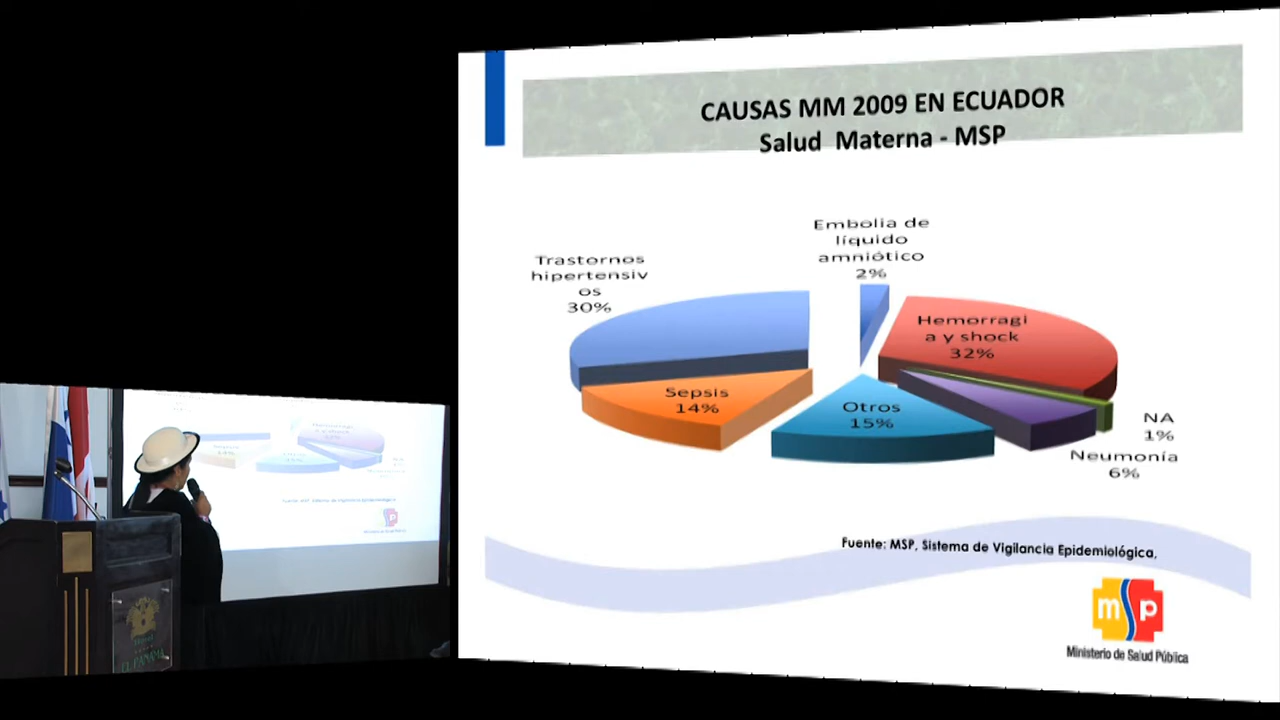 CAUSAS MM 2009 EN ECUADOR
Salud Materna - MSP
Embolia de
líquido
amniótico
2%
Trastornos
hipertensiv
os
30%
Hemorragi
a y shock
32%
Sepsis
14%
Otros
15%
NA
1%
Neumonía
6%
Fuente: MSP, Sistema de Vigilancia Epidemiológica,
msp
Ministerio de Salud Pública
EL PANAMA